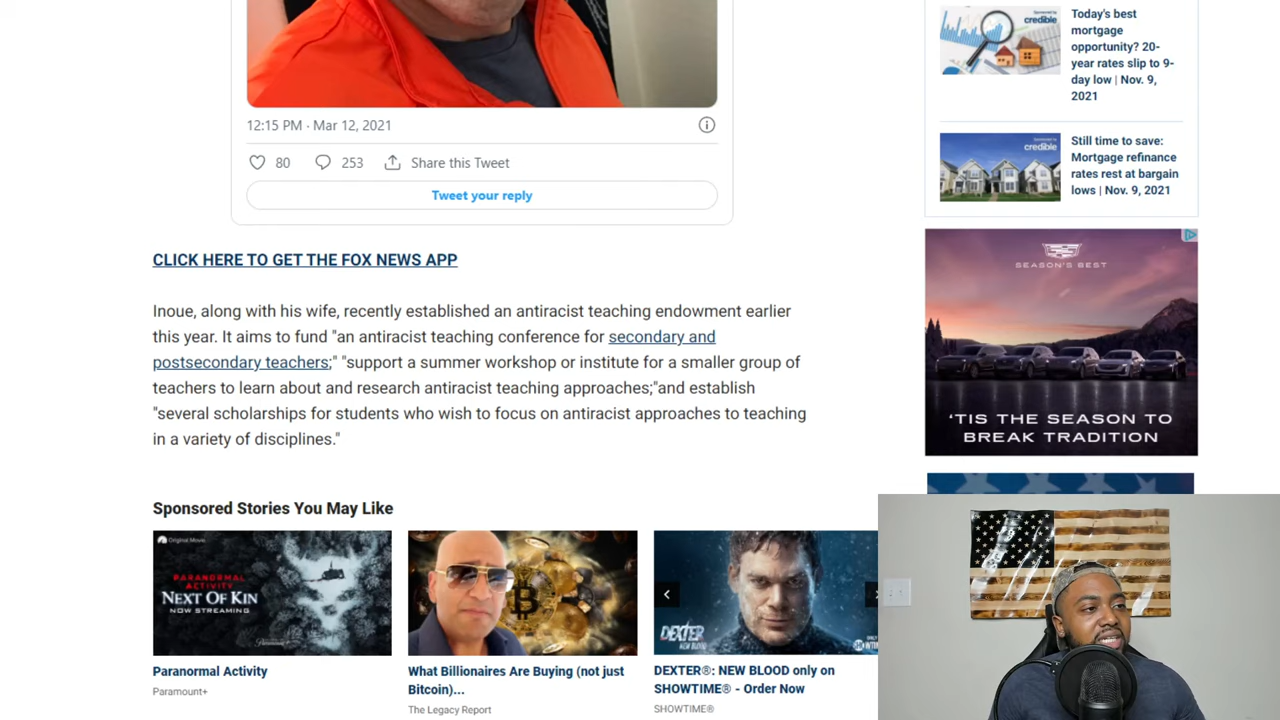 12:15 PM · Mar 12, 2021
80
253
Share this Tweet
Tweet your reply
CLICK HERE TO GET THE FOX NEWS APP
Inoue, along with his wife, recently established an antiracist teaching endowment earlier
this year. It aims to fund "an antiracist teaching conference for secondary and
postsecondary teachers;" "support a summer workshop or institute for a smaller group of
teachers to learn about and research antiracist teaching approaches;"and establish
"several scholarships for students who wish to focus on antiracist approaches to teaching
in a variety of disciplines."
Sponsored Stories You May Like
Original Movie
PARANORMAL
ACTIVITY
NEXT OF KIN
NOW STREAMING
Paranormal Activity
Paramount+
What Billionaires Are Buying (not just
Bitcoin)...
The Legacy Report
DEXTER
NEW BLOOD
SHOWTIME
DEXTER®: NEW BLOOD only on
SHOWTIME® - Order Now
SHOWTIME®
credible
Today's best
mortgage
opportunity? 20-
year rates slip to 9-
day low | Nov. 9,
2021
credible
Still time to save:
Mortgage refinance
rates rest at bargain
lows | Nov. 9, 2021
SEASON'S BEST
'TIS THE SEASON TO
BREAK TRADITION